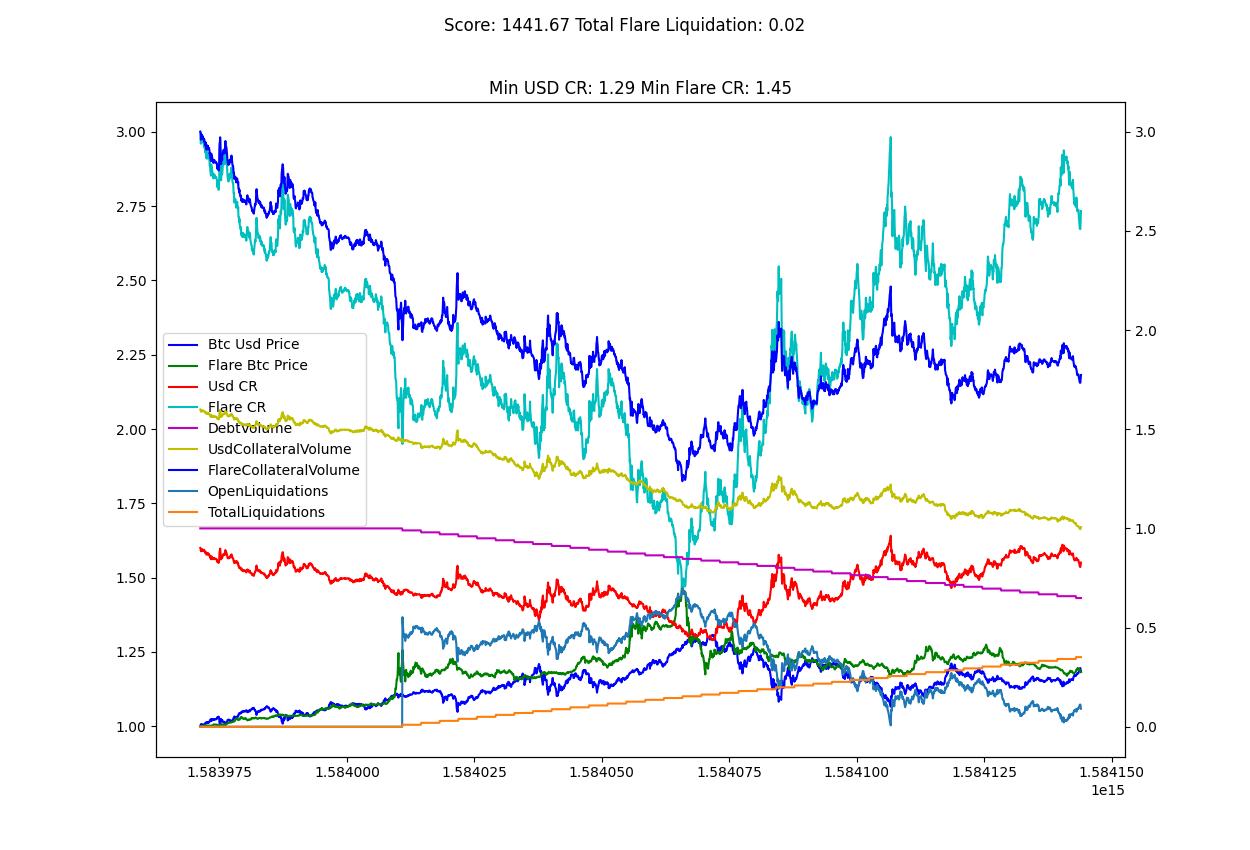 Score: 1441.67 Total Flare Liquidation: 0.02
Min USD CR: 1.29 Min Flare CR: 1.45
3.00
2.75
2.50
2.25
2.00
1.75
1.50
1.25
1.00
Btc Usd Price
Flare Btc Price
Usd CR
Flare CR
DebtVolume
UsdCollateralVolume
FlareCollateralVolume
OpenLiquidations
TotalLiquidations
3.0
2.5
2.0
1.5
1.0
0.5
0.0
1.583975 1.584000 1.584025 1.584050 1.584075 1.584100 1.584125 1.584150
1e15